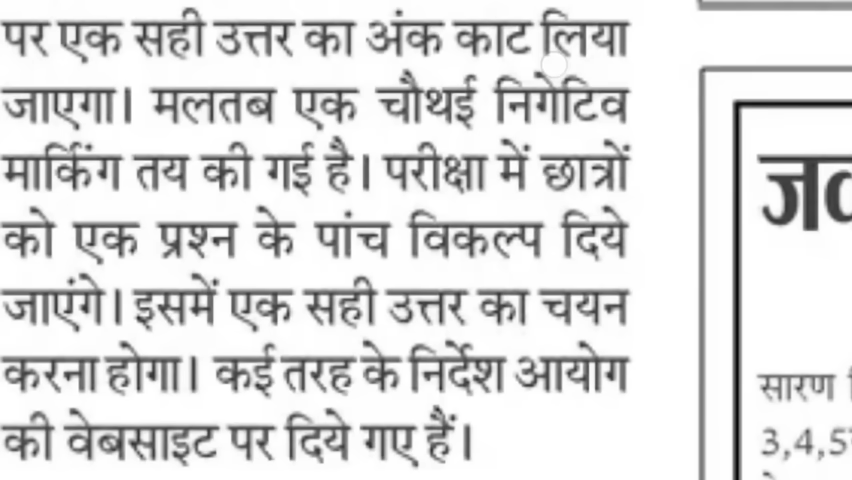 पर एक सही उत्तर का अंक काट लिया
जाएगा। मलतब एक चौथई निगेटिव
मार्किंग तय की गई है। परीक्षा में छात्रों
को एक प्रश्न के पांच विकल्प दिये
जाएंगे। इसमें एक सही उत्तर का चयन
करना होगा। कई तरह के निर्देश आयोग
की वेबसाइट पर दिये गए हैं।
सारण
3,4,5